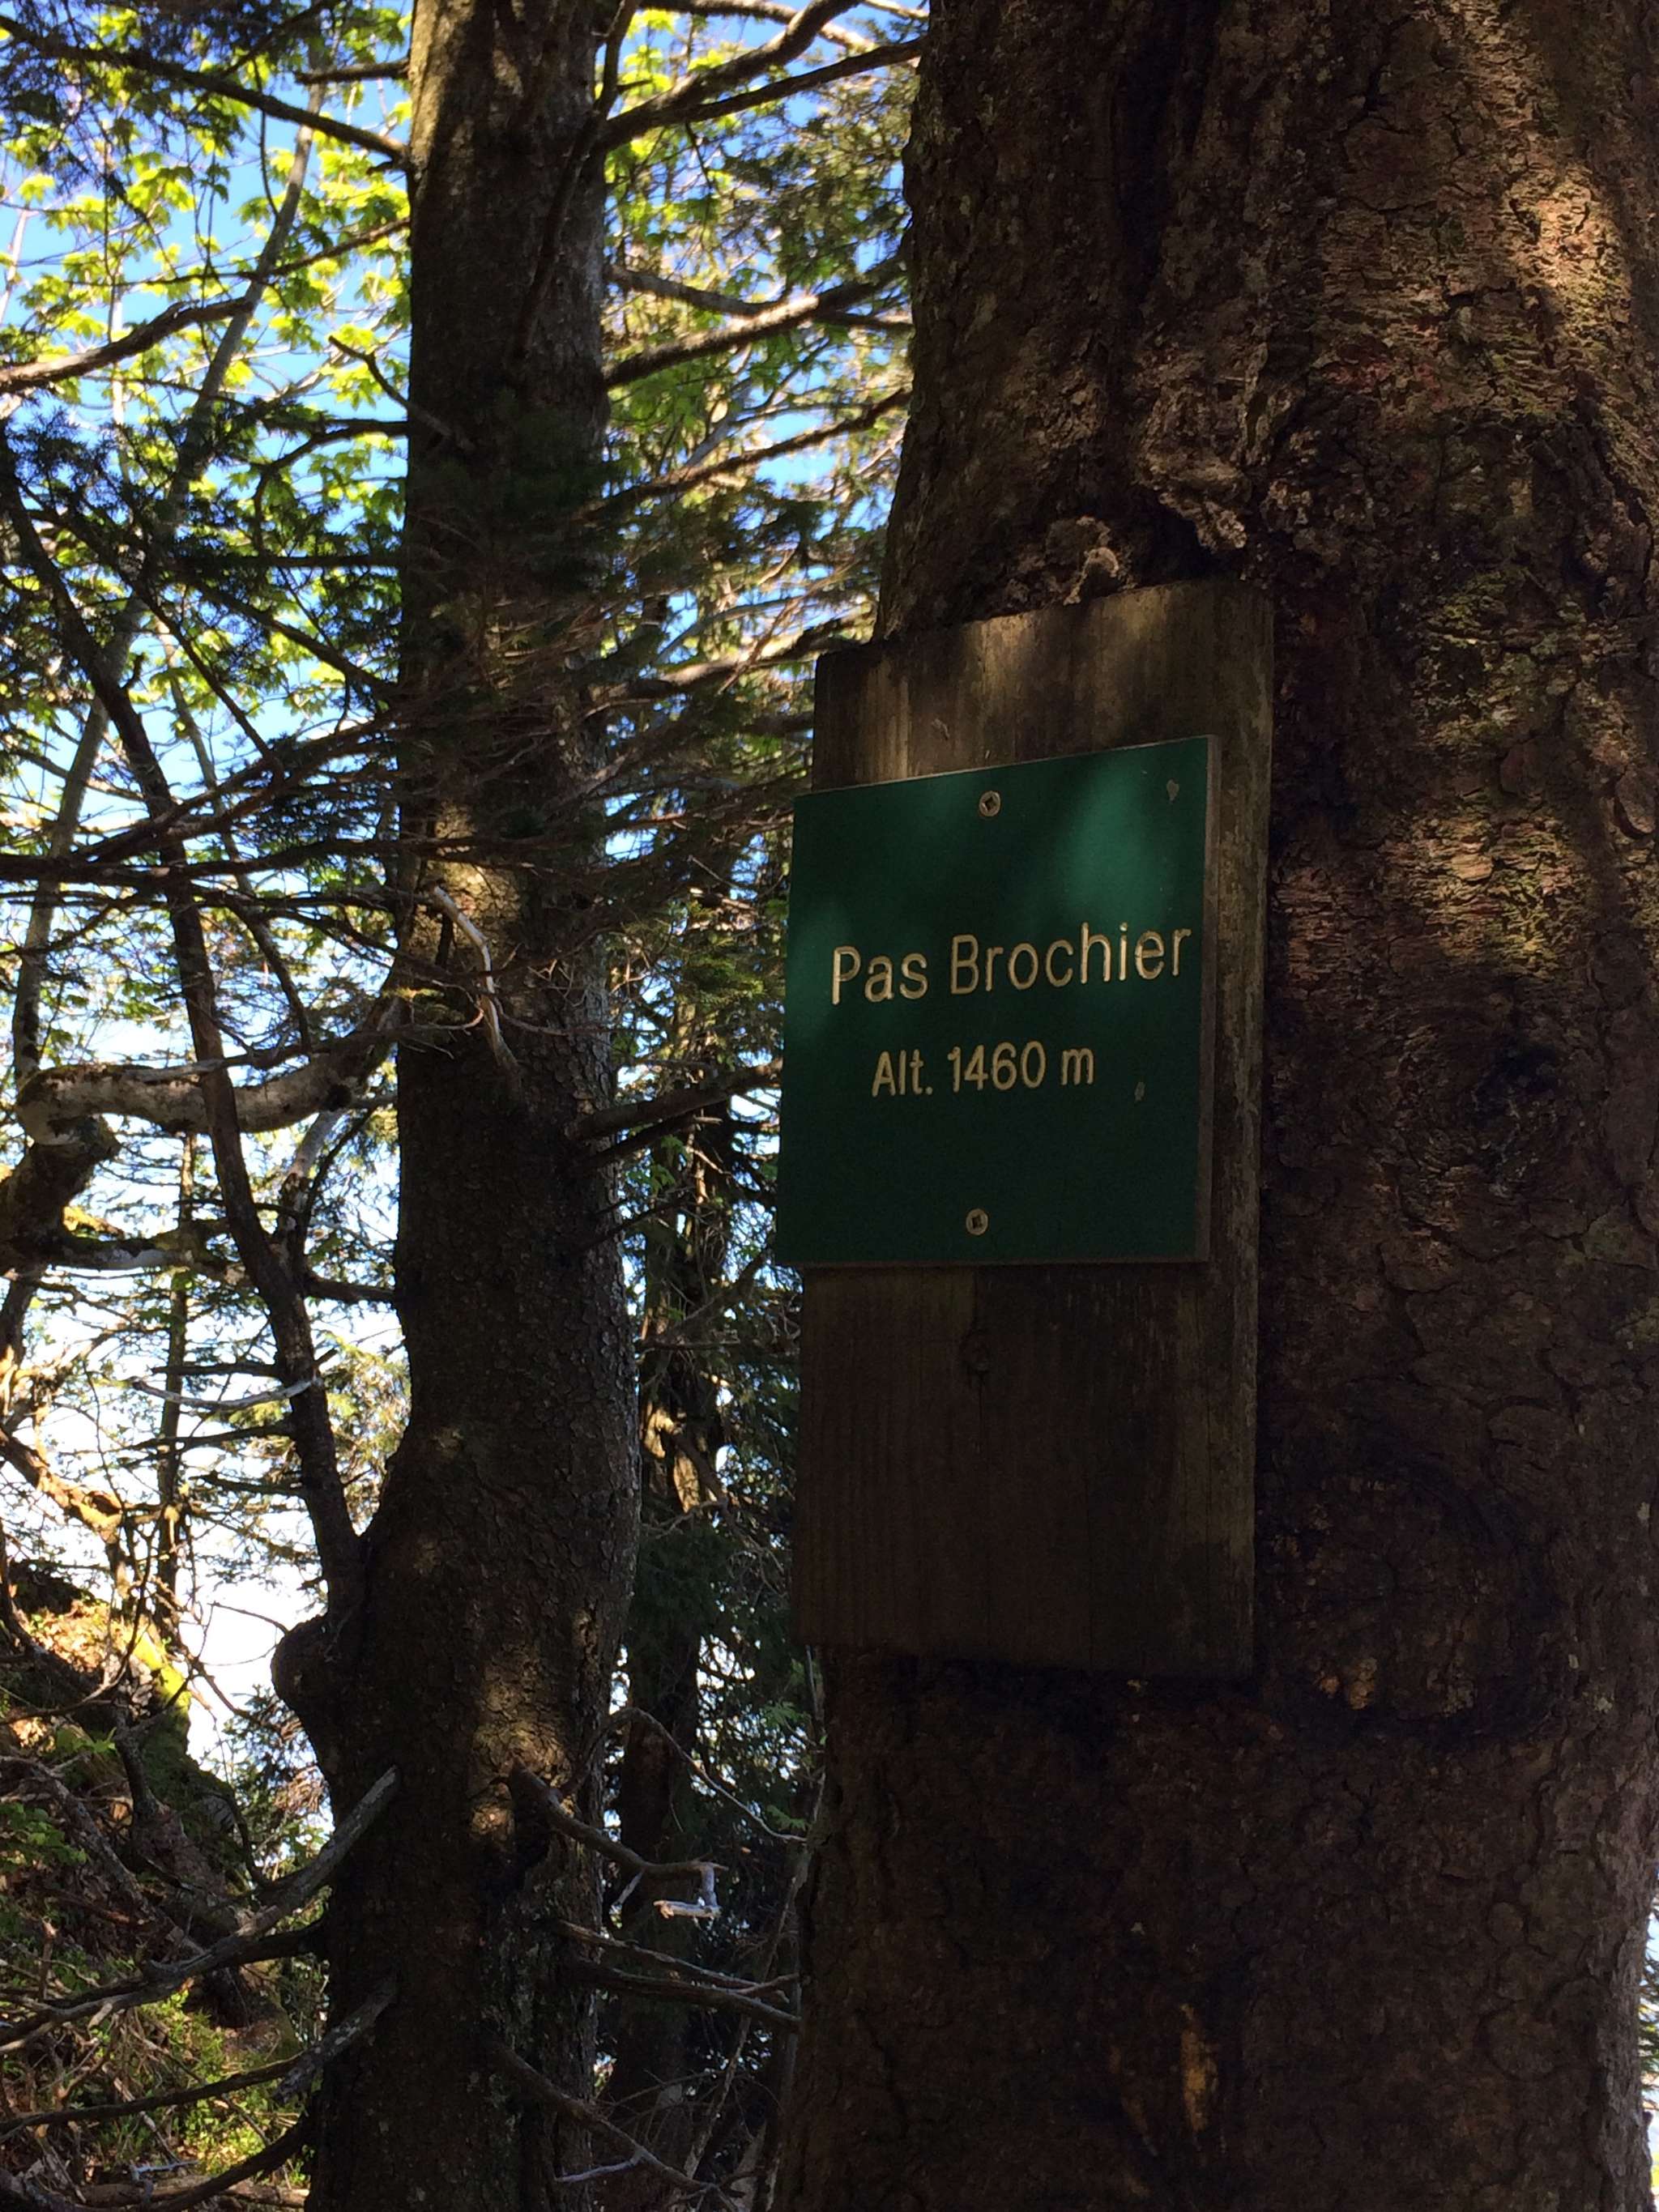 Pas Brochier
Alt. 1460 m